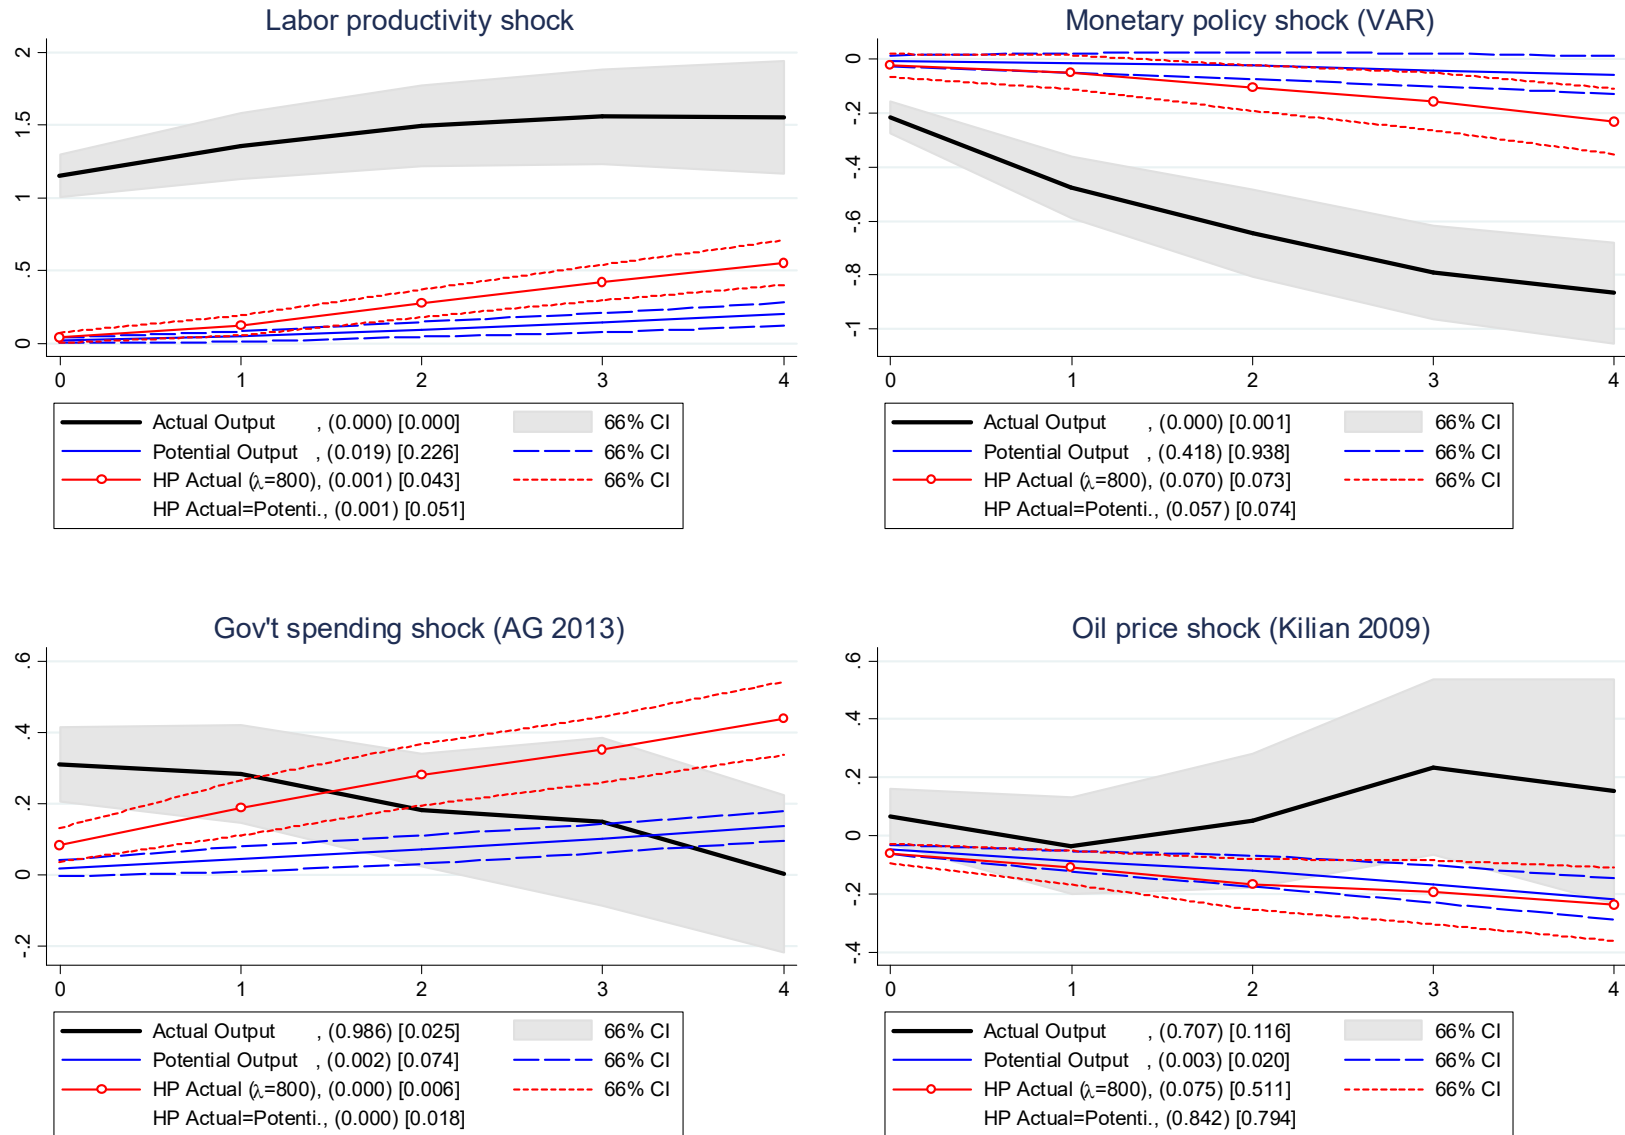 Labor productivity shock
2
1.5
1
.5
0
0 1 2 3 4
Actual Output , (0.000) [0.000] 66% CI
Potential Output , (0.019) [0.226] 66% CI
HP Actual (λ=800), (0.001) [0.043] 66% CI
HP Actual=Potenti., (0.001) [0.051]
Monetary policy shock (VAR)
0
-.2
-.4
-.6
-.8
-1
0 1 2 3 4
Actual Output , (0.000) [0.001] 66% CI
Potential Output , (0.418) [0.938] 66% CI
HP Actual (λ=800), (0.070) [0.073] 66% CI
HP Actual=Potenti., (0.057) [0.074]
Gov't spending shock (AG 2013)
.6
.4
.2
0
-.2
0 1 2 3 4
Actual Output , (0.986) [0.025] 66% CI
Potential Output , (0.002) [0.074] 66% CI
HP Actual (λ=800), (0.000) [0.006] 66% CI
HP Actual=Potenti., (0.000) [0.018]
Oil price shock (Kilian 2009)
.6
.4
.2
0
-.2
-.4
0 1 2 3 4
Actual Output , (0.707) [0.116] 66% CI
Potential Output , (0.003) [0.020] 66% CI
HP Actual (λ=800), (0.075) [0.511] 66% CI
HP Actual=Potenti., (0.842) [0.794]